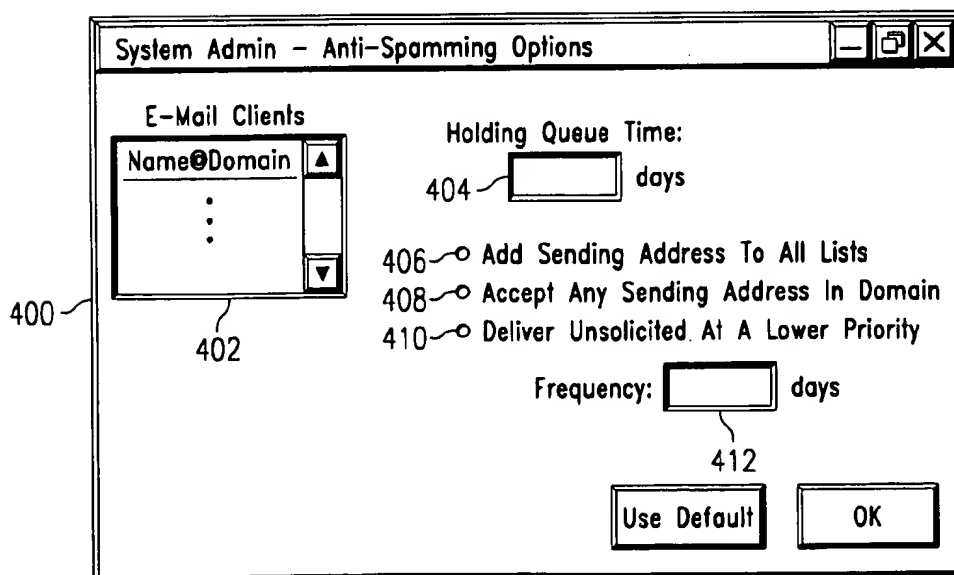 System Admin - Anti-Spamming Options
E-Mail Clients
Name@Domain
Holding Queue Time:
404
days
406 Add Sending Address To All Lists
408 Accept Any Sending Address In Domain
410 Deliver Unsolicited At A Lower Priority
400
402
Frequency:
days
412
Use Default
OK